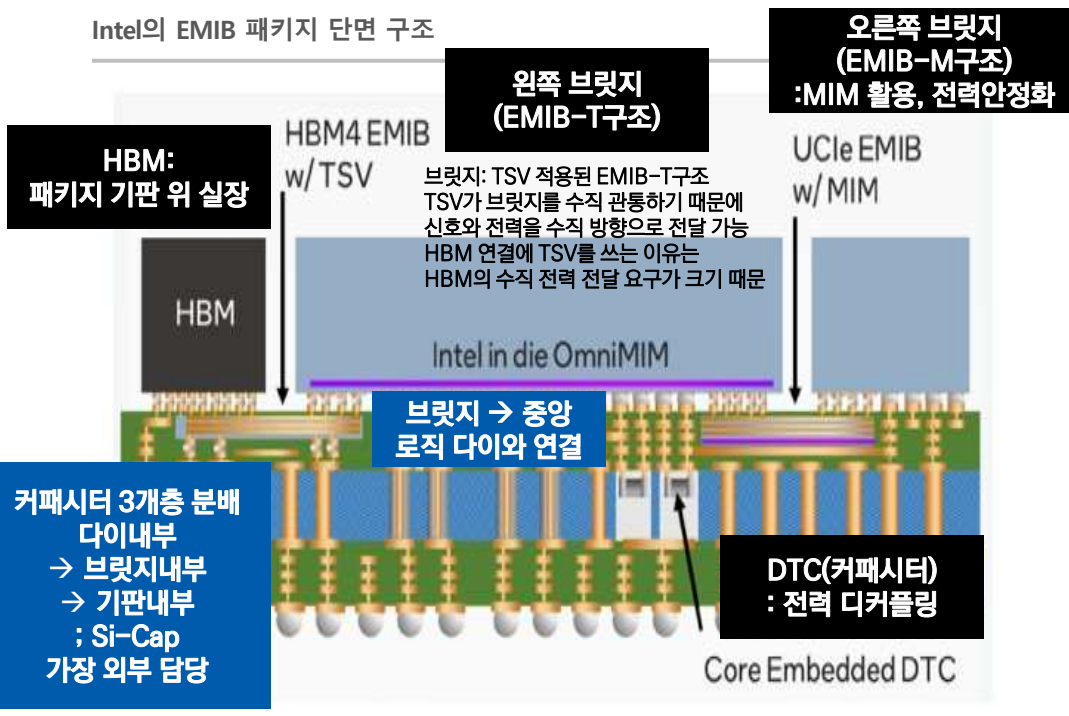 Intel의 EMIB 패키지 단면 구조
오른쪽 브릿지
(EMIB-M구조)
:MIM 활용, 전력안정화
왼쪽 브릿지
(EMIB-T구조)
HBM:
패키지 기판 위 실장
HBM4 EMIB
w/ TSV
UCIe EMIB
w/ MIM
브릿지: TSV 적용된 EMIB-T구조
TSV가 브릿지를 수직 관통하기 때문에
신호와 전력을 수직 방향으로 전달 가능
HBM 연결에 TSV를 쓰는 이유는
HBM의 수직 전력 전달 요구가 크기 때문
HBM
Intel in die OmniMIM
브릿지 → 중앙
로직 다이와 연결
커패시터 3개층 분배
다이내부
→ 브릿지내부
→ 기판내부
; Si-Cap
가장 외부 담당
DTC(커패시터)
: 전력 디커플링
Core Embedded DTC